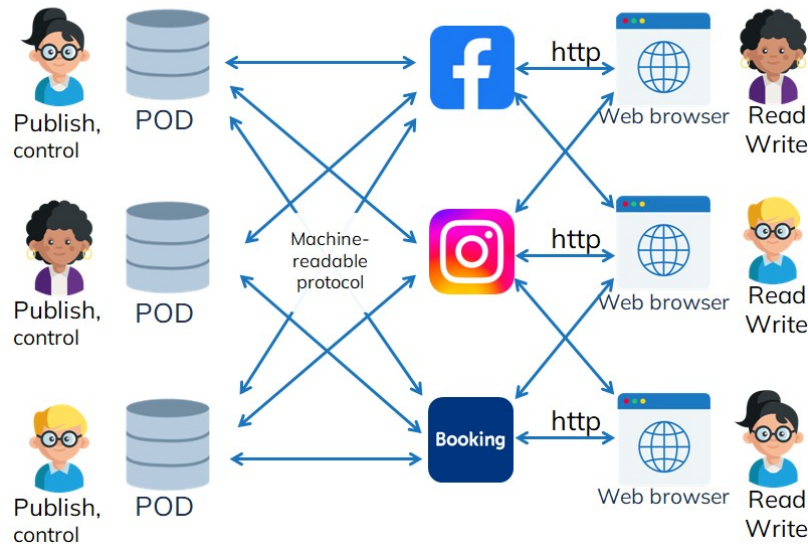 http
Publish,
control
POD
Web browser
Read
Write
Machine-
readable
protocol
http
Publish,
control
POD
Web browser
Read
Write
Booking
http
Publish,
control
POD
Web browser
Read
Write